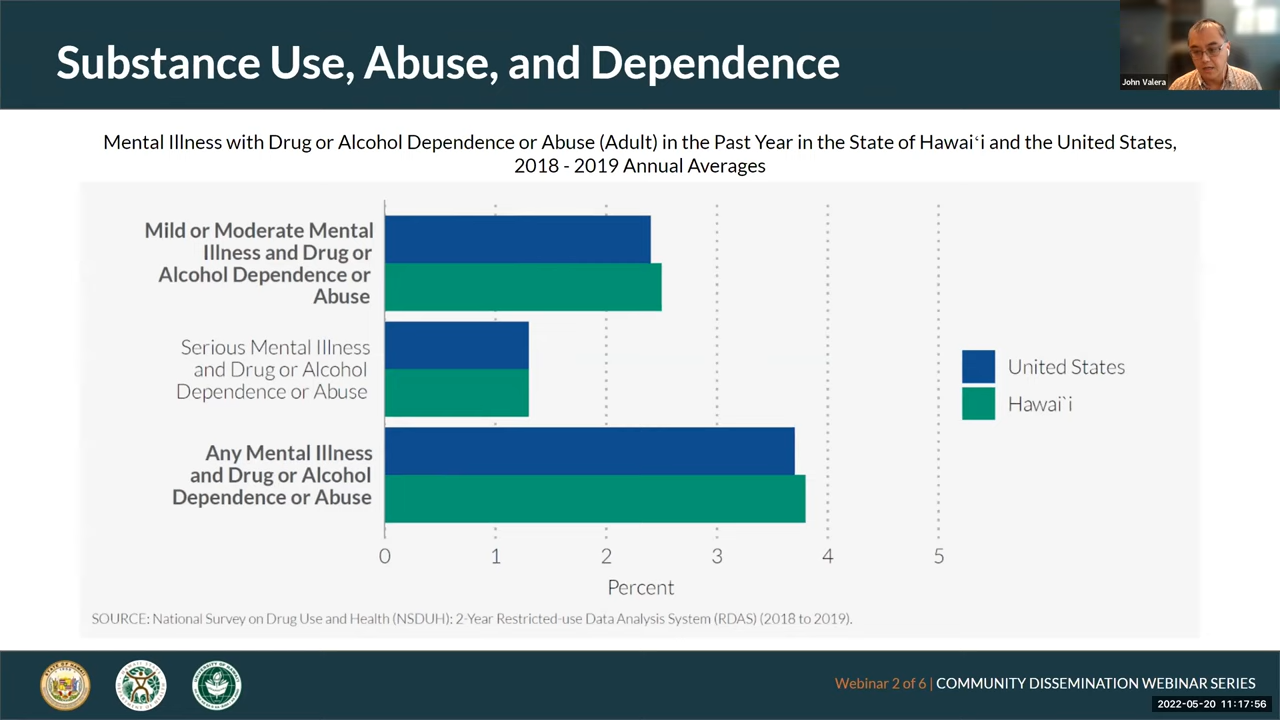 Substance Use, Abuse, and Dependence
John Valera
Mental Illness with Drug or Alcohol Dependence or Abuse (Adult) in the Past Year in the State of Hawaiʻi and the United States,
2018 - 2019 Annual Averages
Mild or Moderate Mental
Illness and Drug or
Alcohol Dependence or
Abuse
Serious Mental Illness
and Drug or Alcohol
Dependence or Abuse
Any Mental Illness
and Drug or Alcohol
Dependence or Abuse
United States
Hawai`i
0 1 2 3 4 5
Percent
SOURCE: National Survey on Drug Use and Health (NSDUH): 2-Year Restricted-use Data Analysis System (RDAS) (2018 to 2019).
Webinar 2 of 6 | COMMUNITY DISSEMINATION WEBINAR SERIES
2022-05-20 11:17:56